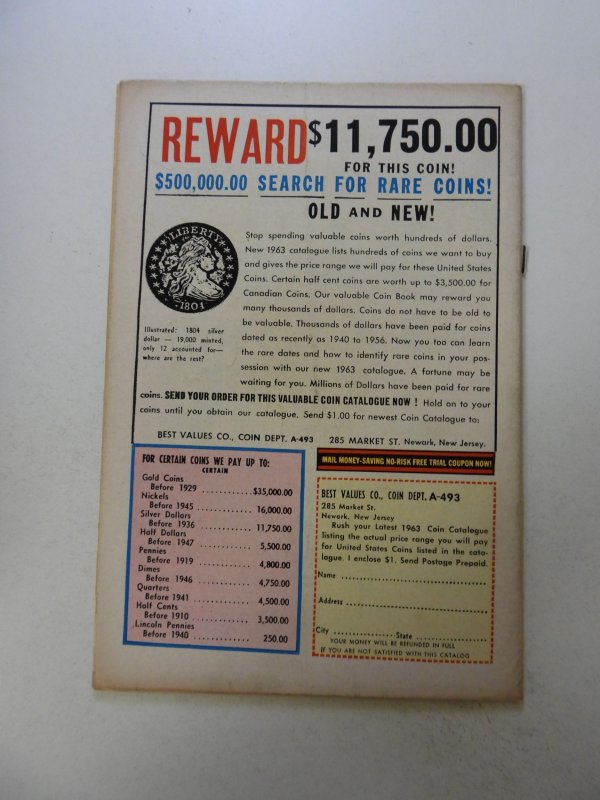 REWARD $11,750.00
FOR THIS COIN!
$500,000.00 SEARCH FOR RARE COINS!
OLD AND NEW!
LIBERTY
1804
Illustrated: 1804 silver
dollar — 19,000 minted,
only 12 accounted for—
where are the rest?
Stop spending valuable coins worth hundreds of dollars.
New 1963 catalogue lists hundreds of coins we want to buy
and gives the price range we will pay for these United States
Coins. Certain half cent coins are worth up to $3,500.00 for
Canadian Coins. Our valuable Coin Book may reward you
many thousands of dollars. Coins do not have to be old to
be valuable. Thousands of dollars have been paid for coins
dated as recently as 1940 to 1956. Now you too can learn
the rare dates and how to identify rare coins in your pos-
session with our new 1963 catalogue. A fortune may be
waiting for you. Millions of Dollars have been paid for rare
coins. SEND YOUR ORDER FOR THIS VALUABLE COIN CATALOGUE NOW ! Hold on to your
coins until you obtain our catalogue. Send $1.00 for newest Coin Catalogue to:
BEST VALUES CO., COIN DEPT. A-493 285 MARKET ST. Newark, New Jersey.
FOR CERTAIN COINS WE PAY UP TO:
CERTAIN
Gold Coins
Before 1929 ............$35,000.00
Nickels
Before 1945 ............. 16,000.00
Silver Dollars
Before 1936 ............. 11,750.00
Half Dollars
Before 1947 ............. 5,500.00
Pennies
Before 1919 ............. 4,800.00
Dimes
Before 1946 ............. 4,750.00
Quarters
Before 1941 ............. 4,500.00
Half Cents
Before 1910 ............. 3,500.00
Lincoln Pennies
Before 1940 ............. 250.00
MAIL MONEY-SAVING NO-RISK FREE TRIAL COUPON NOW!
BEST VALUES CO., COIN DEPT. A-493
285 Market St.
Newark, New Jersey
Rush your Latest 1963 Coin Catalogue
listing the actual price range you will pay
for United States Coins listed in the cata-
logue. I enclose $1. Send Postage Prepaid.
Name ........................................
Address ........................................
City .................State ....................
YOUR MONEY WILL BE REFUNDED IN FULL
IF YOU ARE NOT SATISFIED WITH THIS CATALOG